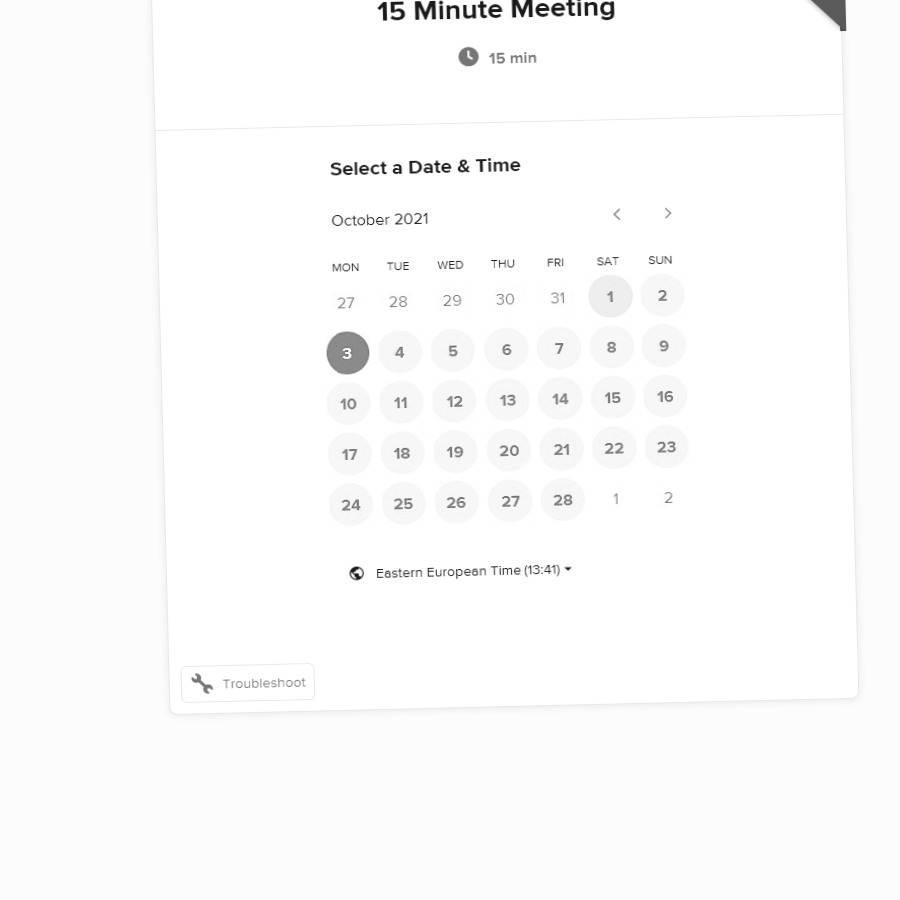 15 Minute Meeting
15 min
Select a Date & Time
October 2021
MON TUE WED THU FRI SAT SUN
27 28 29 30 31 1 2
3 4 5 6 7 8 9
10 11 12 13 14 15 16
17 18 19 20 21 22 23
24 25 26 27 28 1 2
Eastern European Time (13:41)
Troubleshoot